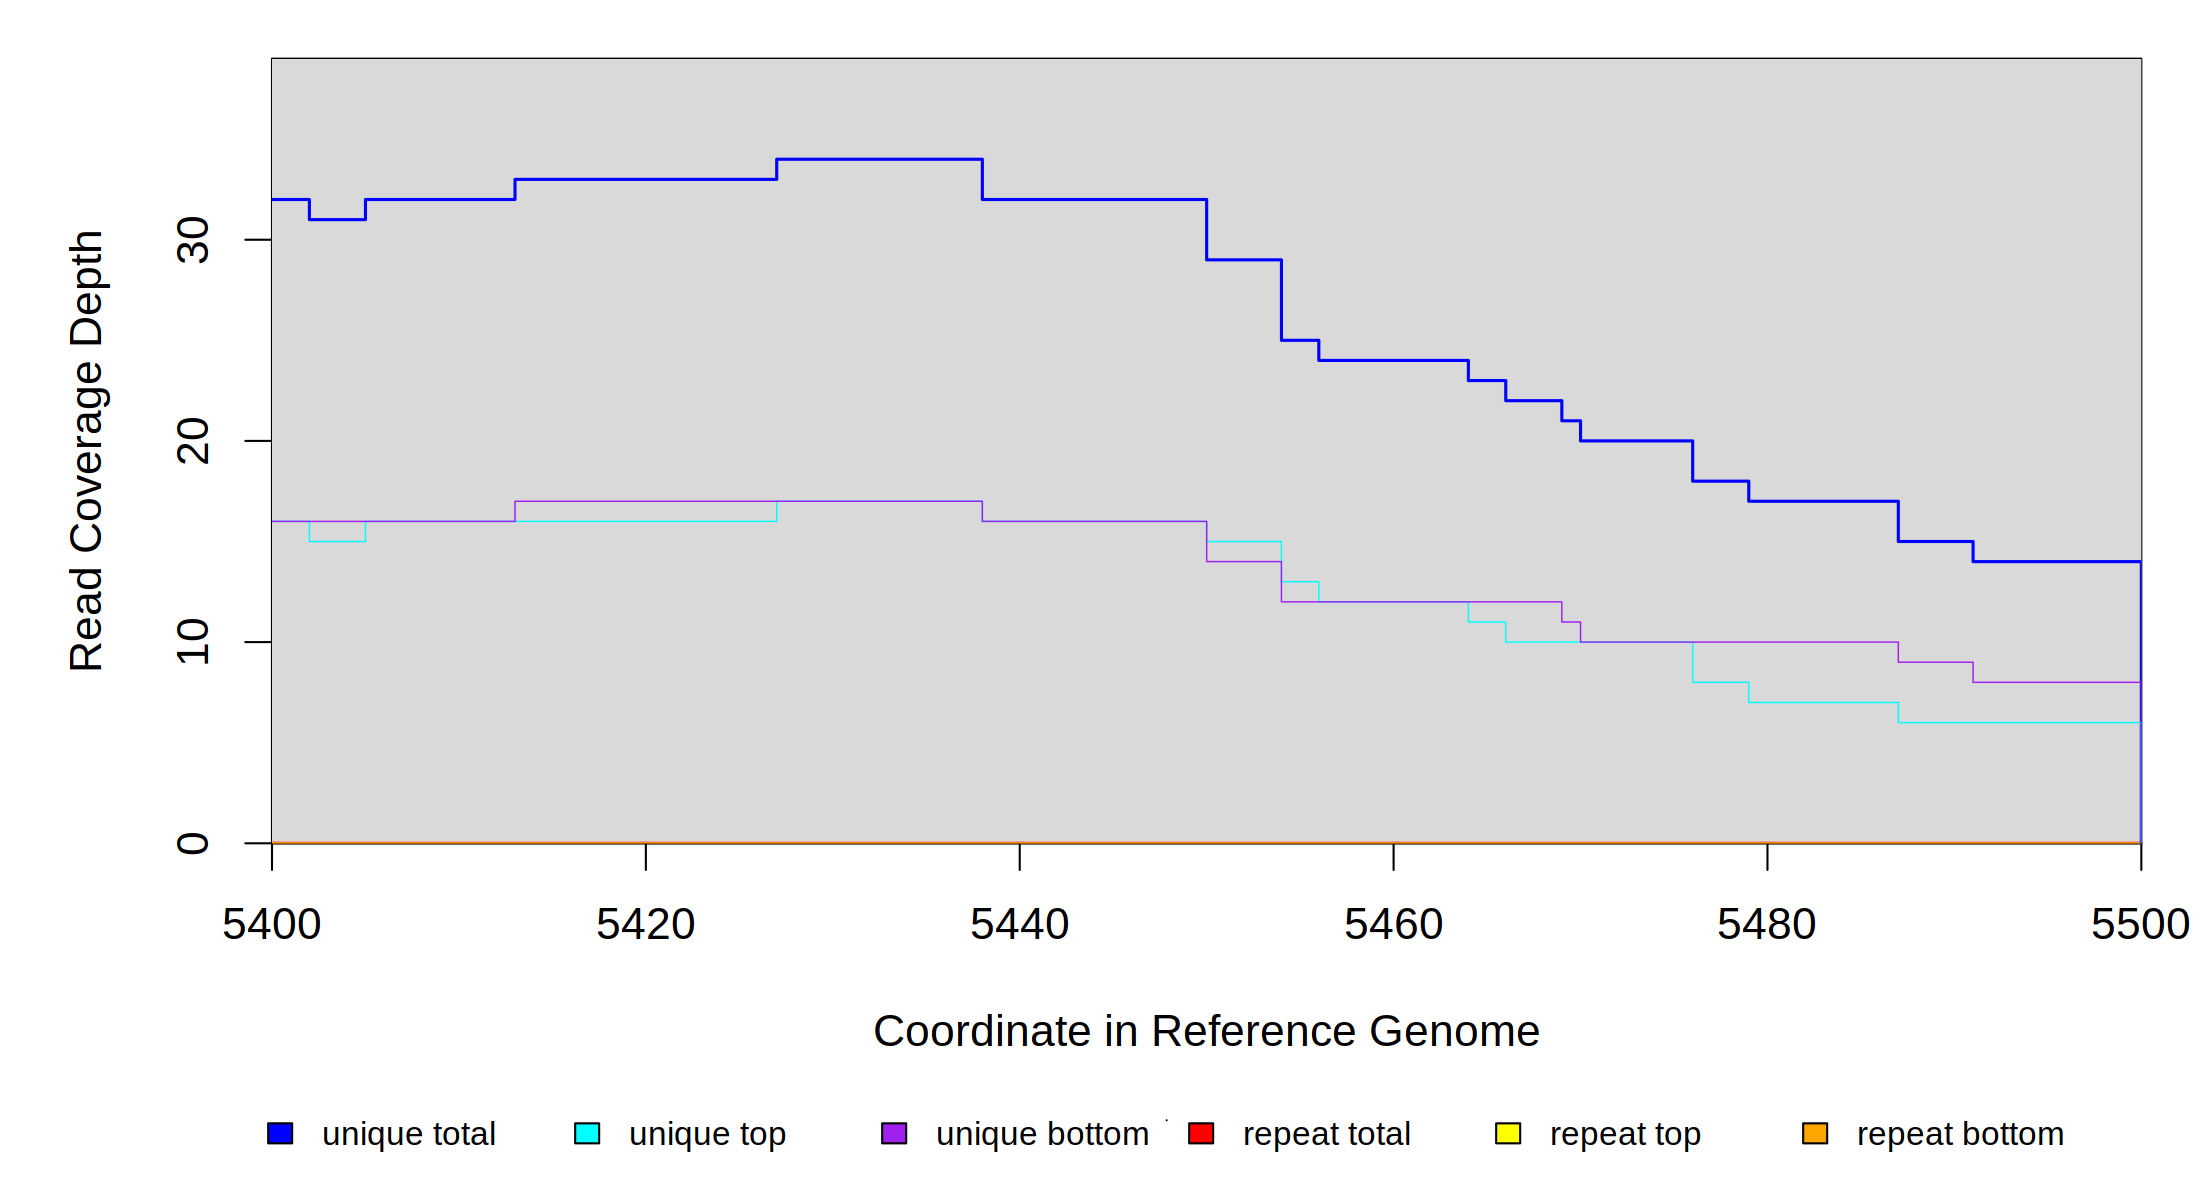 Read Coverage Depth
30
20
10
0
5400 5420 5440 5460 5480 5500
Coordinate in Reference Genome
unique total unique top unique bottom repeat total repeat top repeat bottom